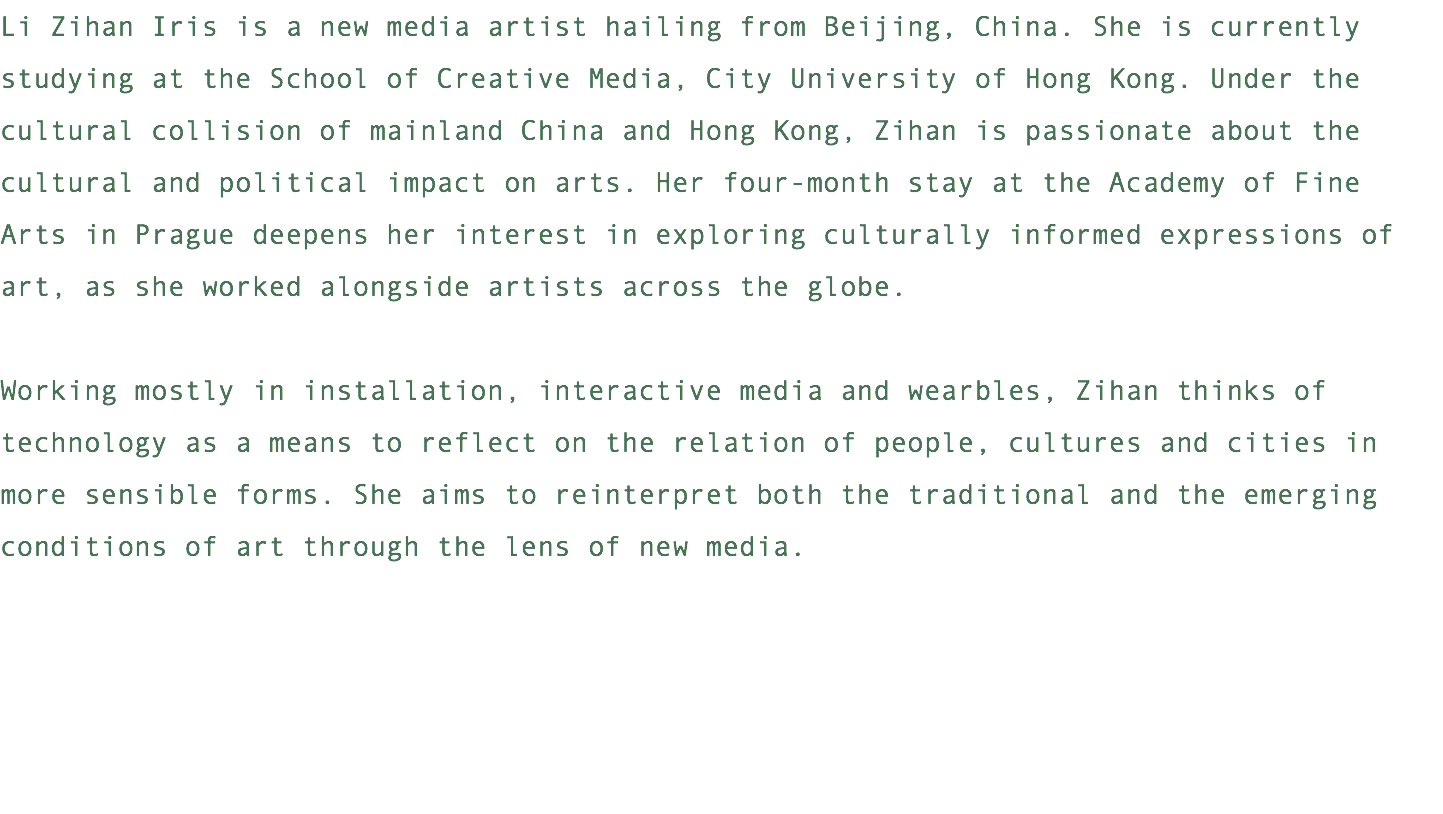 Li Zihan Iris is a new media artist hailing from Beijing, China. She is currently
studying at the School of Creative Media, City University of Hong Kong. Under the
cultural collision of mainland China and Hong Kong, Zihan is passionate about the
cultural and political impact on arts. Her four-month stay at the Academy of Fine
Arts in Prague deepens her interest in exploring culturally informed expressions of
art, as she worked alongside artists across the globe.
Working mostly in installation, interactive media and wearbles, Zihan thinks of
technology as a means to reflect on the relation of people, cultures and cities in
more sensible forms. She aims to reinterpret both the traditional and the emerging
conditions of art through the lens of new media.